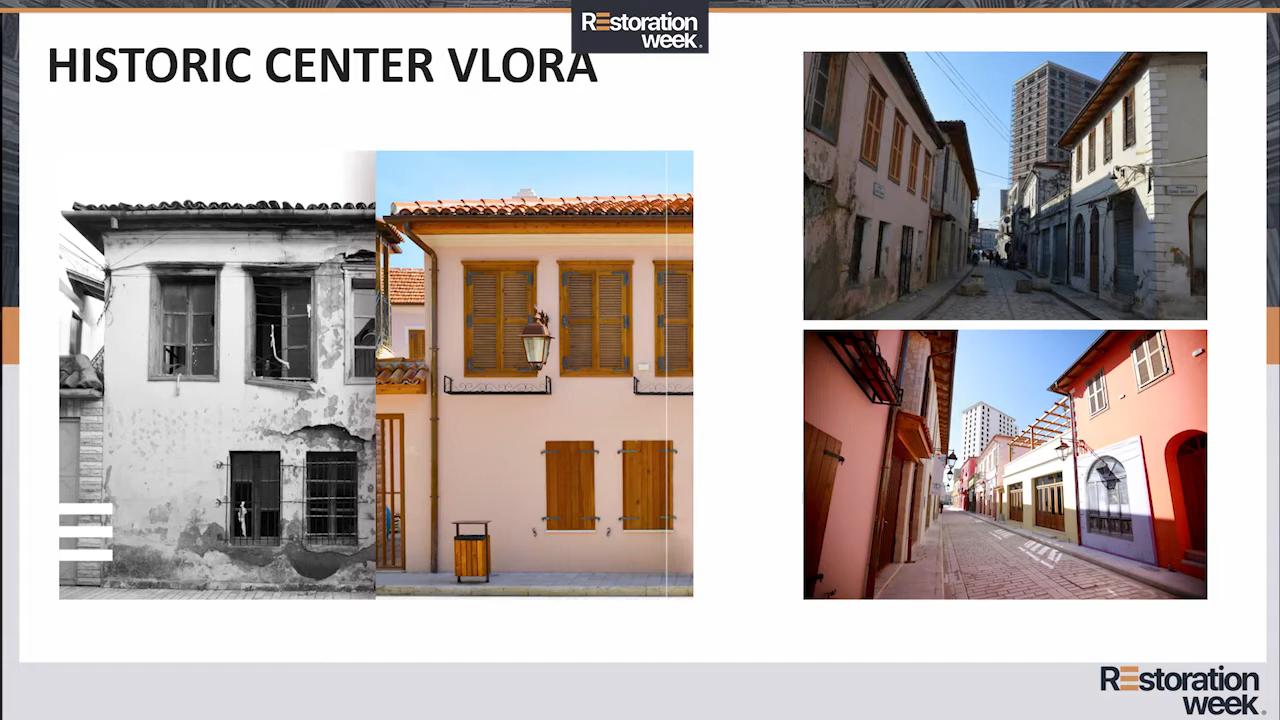 Restoration
week.
HISTORIC CENTER VLORA
Restoration
week.